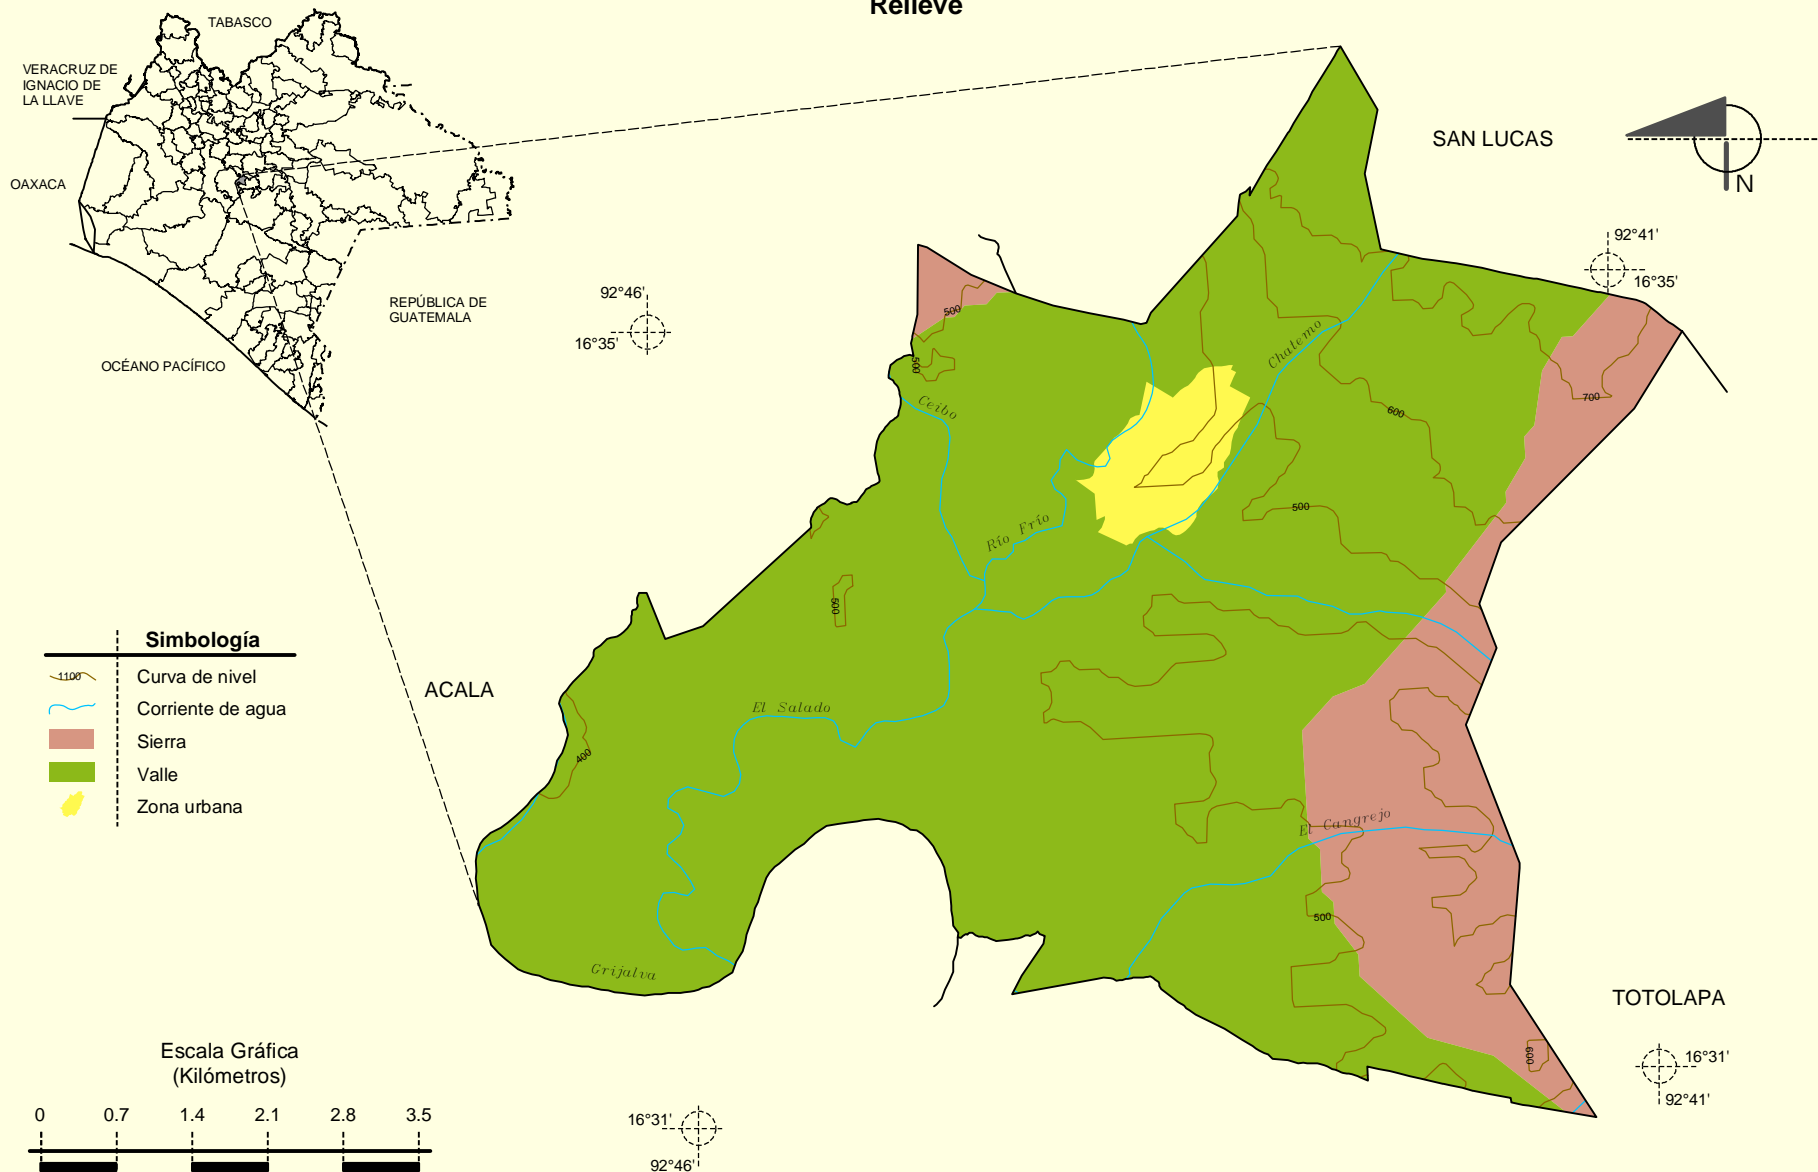 Relieve
TABASCO
VERACRUZ DE
IGNACIO DE
LA LLAVE
OAXACA
REPÚBLICA DE
GUATEMALA
OCÉANO PACÍFICO
SAN LUCAS
N
92°41'
16°35'
92°46'
16°35'
500
500
Ceibo
Chatemo
600
700
500
Río Frío
500
ACALA
El Salado
400
El Cangrejo
500
Grijalva
TOTOLAPA
600
16°31'
92°41'
16°31'
92°46'
Simbología
1100
Curva de nivel
Corriente de agua
Sierra
Valle
Zona urbana
Escala Gráfica
(Kilómetros)
0 0.7 1.4 2.1 2.8 3.5